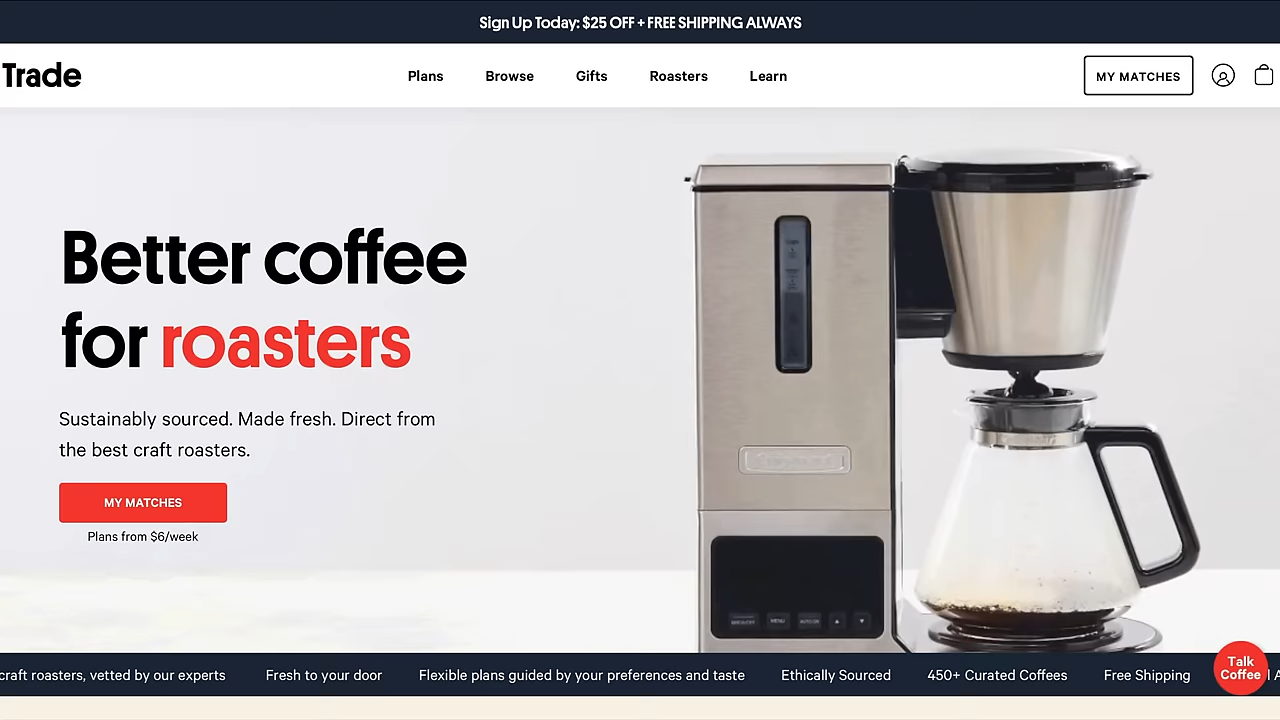 Sign Up Today: $25 OFF + FREE SHIPPING ALWAYS
Trade
Plans
Browse
Gifts
Roasters
Learn
MY MATCHES
Better coffee
for roasters
Sustainably sourced. Made fresh. Direct from
the best craft roasters.
MY MATCHES
Plans from $6/week
MENU
AUTO ON
craft roasters, vetted by our experts
Fresh to your door
Flexible plans guided by your preferences and taste
Ethically Sourced
450+ Curated Coffees
Free Shipping
Talk
Coffee